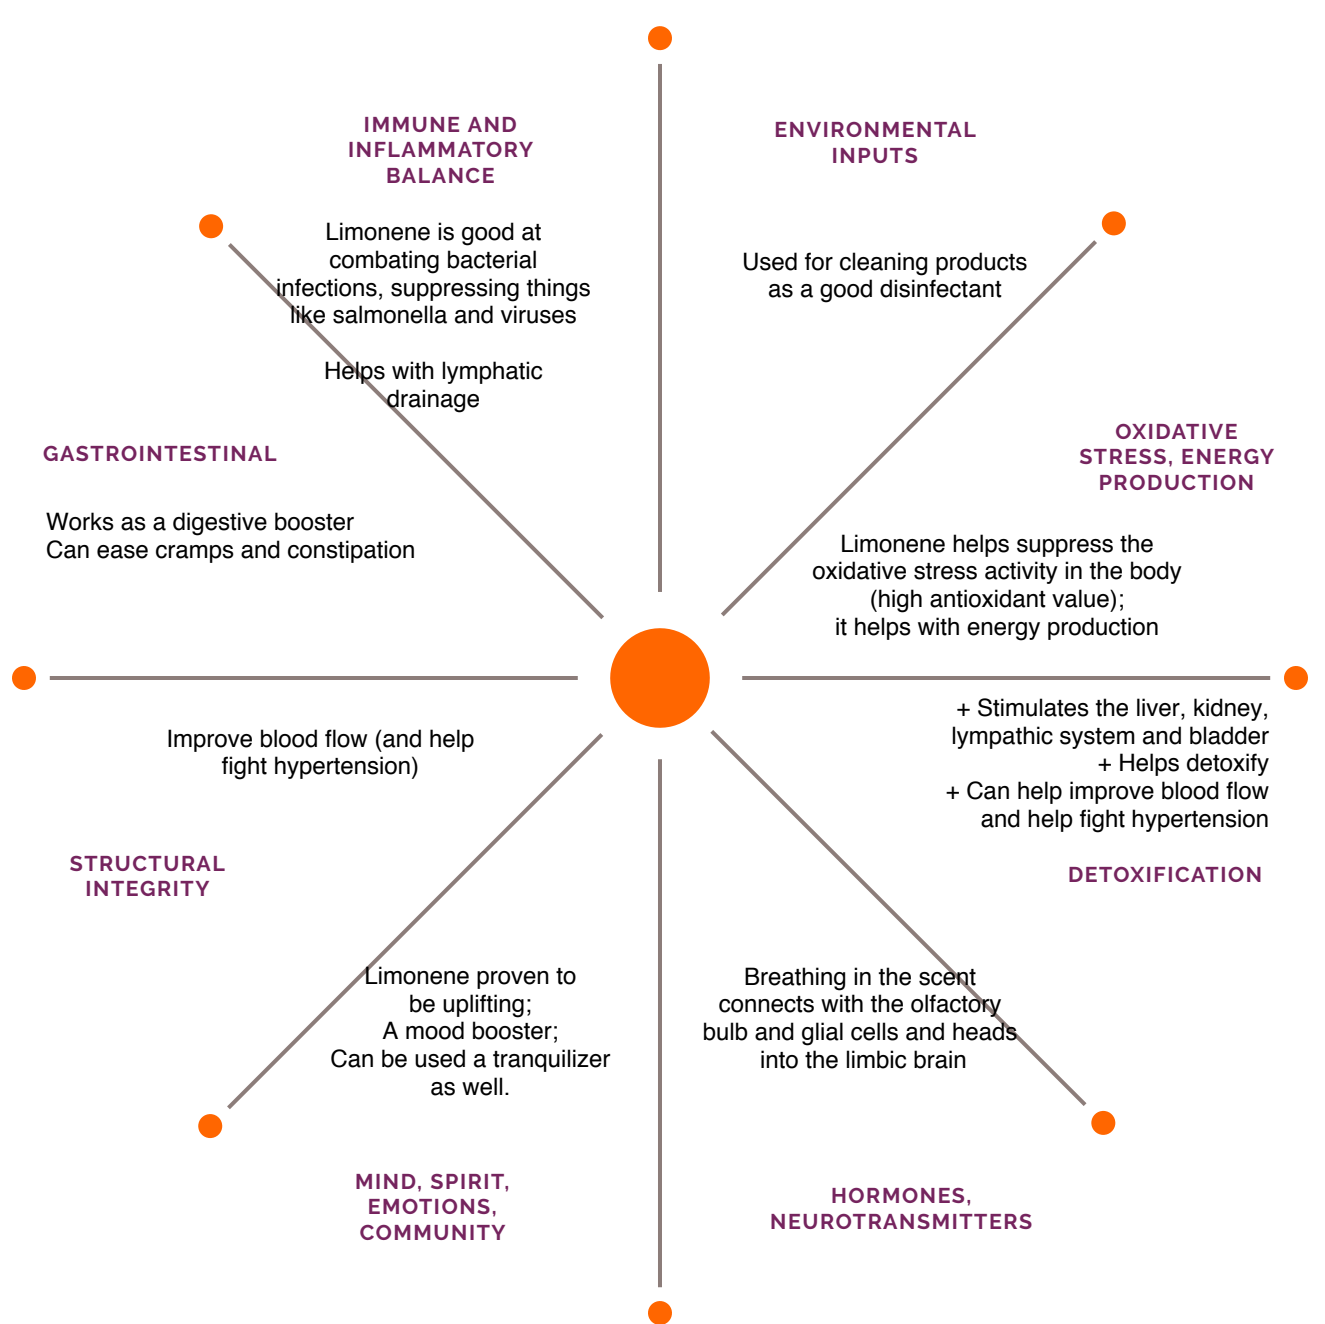 IMMUNE AND
INFLAMMATORY
BALANCE
Limonene is good at
combating bacterial
infections, suppressing things
like salmonella and viruses
Helps with lymphatic
drainage
ENVIRONMENTAL
INPUTS
Used for cleaning products
as a good disinfectant
GASTROINTESTINAL
Works as a digestive booster
Can ease cramps and constipation
OXIDATIVE
STRESS, ENERGY
PRODUCTION
Limonene helps suppress the
oxidative stress activity in the body
(high antioxidant value);
it helps with energy production
Improve blood flow (and help
fight hypertension)
STRUCTURAL
INTEGRITY
+ Stimulates the liver, kidney,
lympathic system and bladder
+ Helps detoxify
+ Can help improve blood flow
and help fight hypertension
DETOXIFICATION
Limonene proven to
be uplifting;
A mood booster;
Can be used a tranquilizer
as well.
MIND, SPIRIT,
EMOTIONS,
COMMUNITY
Breathing in the scent
connects with the olfactory
bulb and glial cells and heads
into the limbic brain
HORMONES,
NEUROTRANSMITTERS